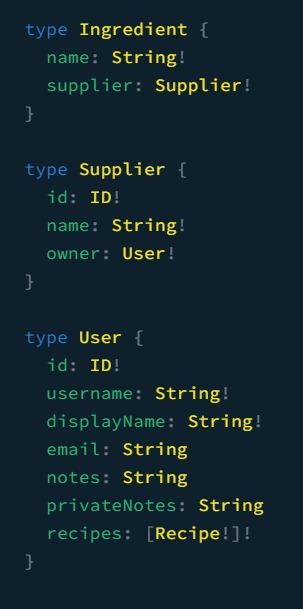 type Ingredient {
  name: String!
  supplier: Supplier!
}

type Supplier {
  id: ID!
  name: String!
  owner: User!
}

type User {
  id: ID!
  username: String!
  displayName: String!
  email: String
  notes: String
  privateNotes: String
  recipes: [Recipe!]!
}